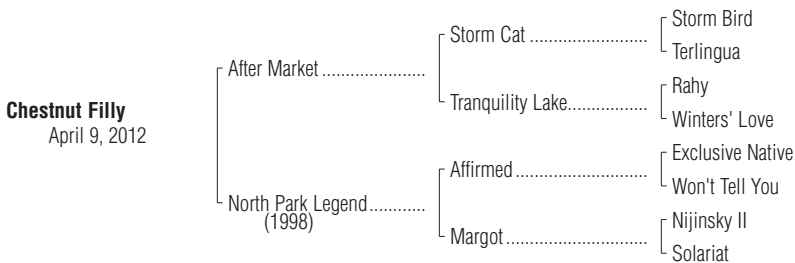 Storm Bird
Storm Cat ........................
Terlingua
After Market ......................
Rahy
Tranquility Lake.................
Winters' Love
Chestnut Filly
April 9, 2012
Exclusive Native
Affirmed ............................
Won't Tell You
North Park Legend............
(1998)
Nijinsky II
Margot..............................
Solariat